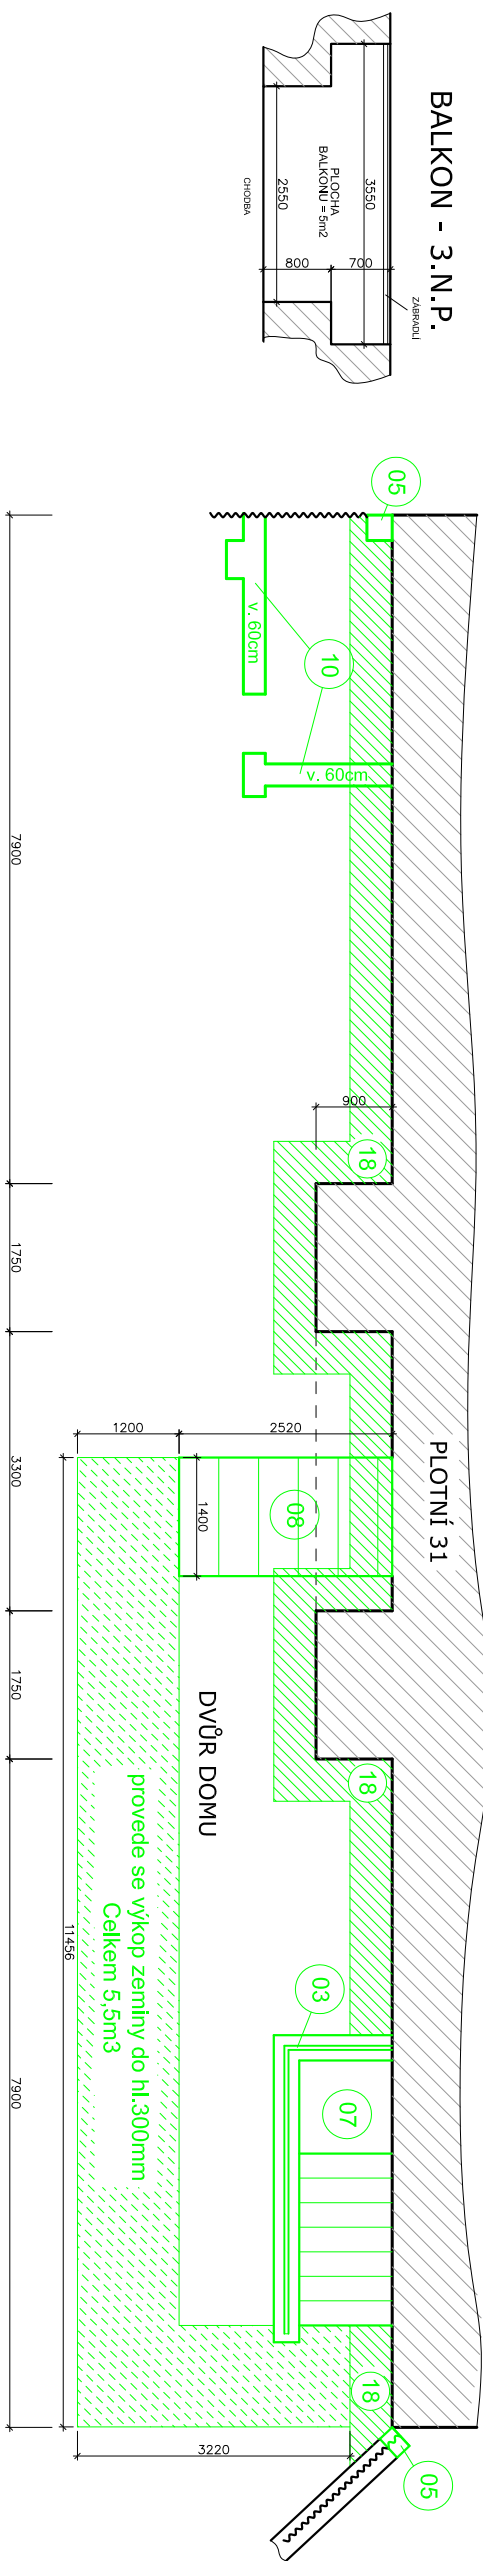 BALKON - 3.N.P.
ZÁBRADLÍ
3550
PLOCHA
BALKONU = 5m2
2550
800
700
CHODBA
05
10
v. 60cm
v. 60cm
900
18
PLOTNÍ 31
1200
2520
1400
08
DVŮR DOMU
18
provede se výkop zeminy do hl.300mm
Celkem 5,5m3
03
07
18
05
3220
11456
7900
1750
3300
1750
7900